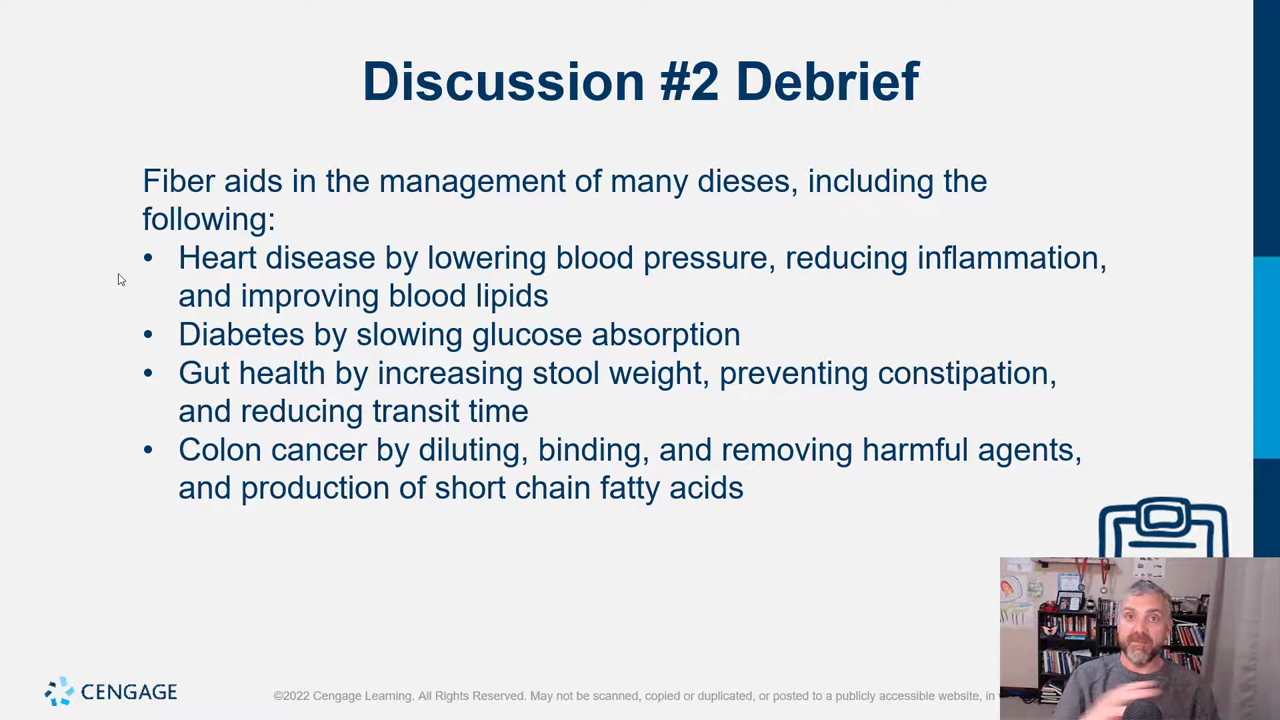 Discussion #2 Debrief
Fiber aids in the management of many dieses, including the
following:
• Heart disease by lowering blood pressure, reducing inflammation,
and improving blood lipids
• Diabetes by slowing glucose absorption
• Gut health by increasing stool weight, preventing constipation,
and reducing transit time
• Colon cancer by diluting, binding, and removing harmful agents,
and production of short chain fatty acids
CENGAGE
©2022 Cengage Learning. All Rights Reserved. May not be scanned, copied or duplicated, or posted to a publicly accessible website, in